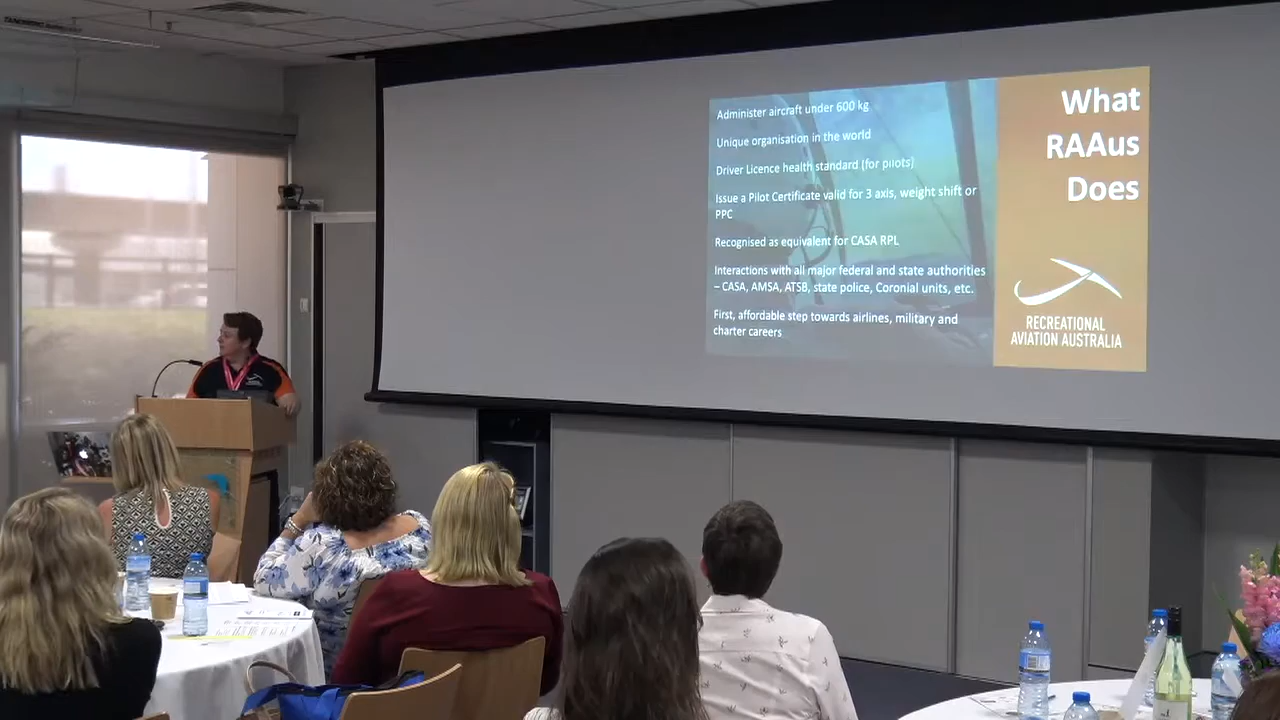 Administer aircraft under 600 kg
Unique organisation in the world
Driver Licence health standard (for pilots)
Issue a Pilot Certificate valid for 3 axis, weight shift or
PPC
Recognised as equivalent for CASA RPL
Interactions with all major federal and state authorities
– CASA, AMSA, ATSB, state police, Coronial units, etc.
First, affordable step towards airlines, military and
charter careers
What
RAAus
Does
RECREATIONAL
AVIATION AUSTRALIA